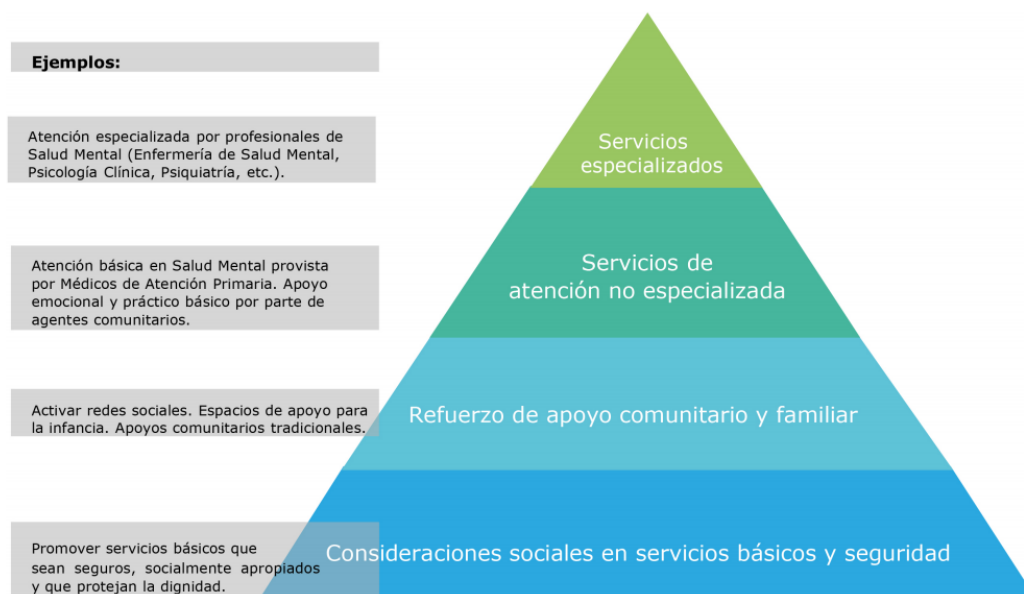 Ejemplos:
Atención especializada por profesionales de
Salud Mental (Enfermería de Salud Mental,
Psicología Clínica, Psiquiatría, etc.).
Servicios
especializados
Atención básica en Salud Mental provista
por Médicos de Atención Primaria. Apoyo
emocional y práctico básico por parte de
agentes comunitarios.
Servicios de
atención no especializada
Activar redes sociales. Espacios de apoyo para
la infancia. Apoyos comunitarios tradicionales.
Refuerzo de apoyo comunitario y familiar
Promover servicios básicos que
sean seguros, socialmente apropiados
y que protejan la dignidad.
Consideraciones sociales en servicios básicos y seguridad